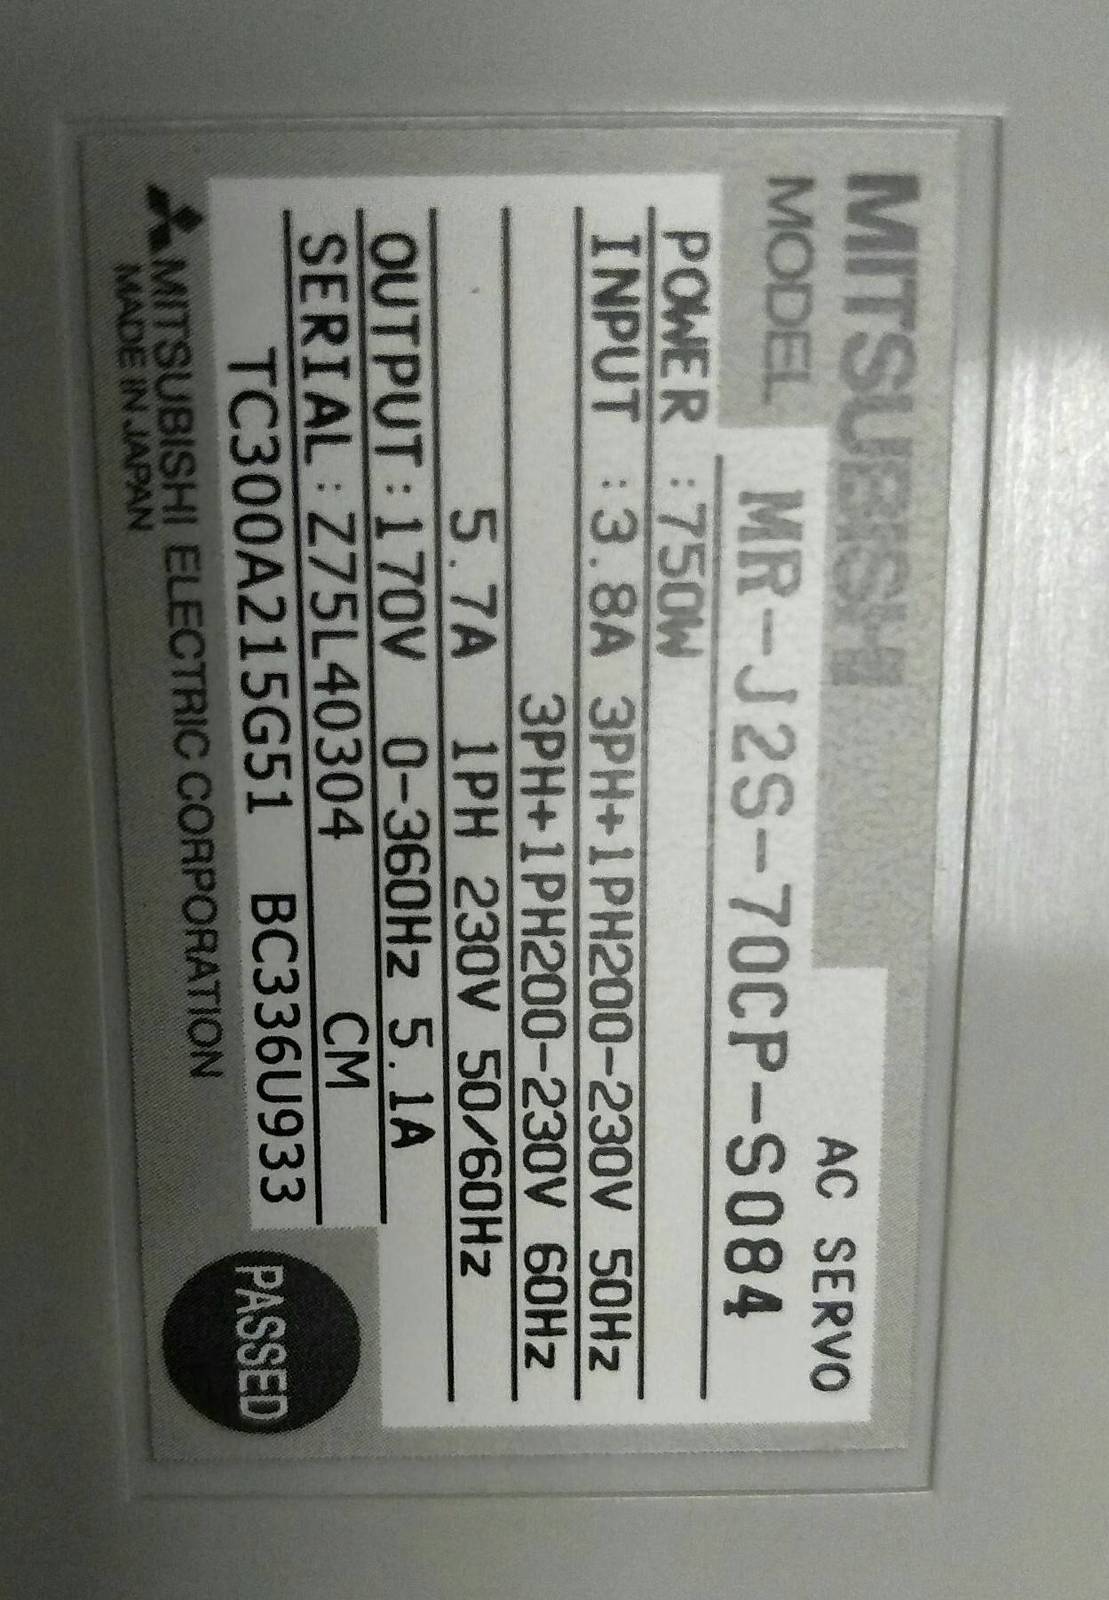 MITSUBISHI
AC SERVO
MODEL MR-J2S-70CP-S084
POWER :750W
INPUT :3.8A 3PH+1PH200-230V 50Hz
3PH+1PH200-230V 60Hz
5.7A 1PH 230V 50/60Hz
OUTPUT:170V 0-360Hz 5.1A
SERIAL:Z75L40304 CM
TC300A215G51 BC336U933
MITSUBISHI ELECTRIC CORPORATION
MADE IN JAPAN
PASSED